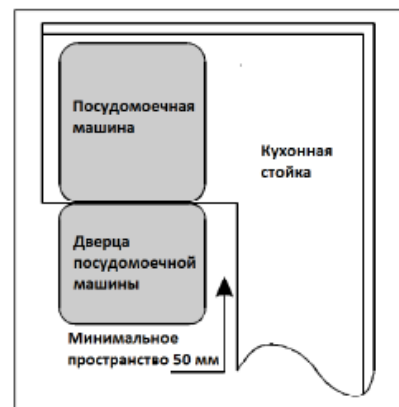 Посудомоечная
машина
Кухонная
стойка
Дверца
посудомоечной
машины
Минимальное
пространство 50 мм